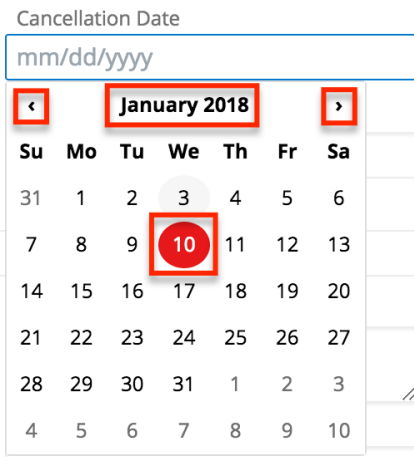 Cancellation Date
mm/dd/yyyy
‹ January 2018 ›
Su Mo Tu We Th Fr Sa
31 1 2 3 4 5 6
7 8 9 10 11 12 13
14 15 16 17 18 19 20
21 22 23 24 25 26 27
28 29 30 31 1 2 3
4 5 6 7 8 9 10